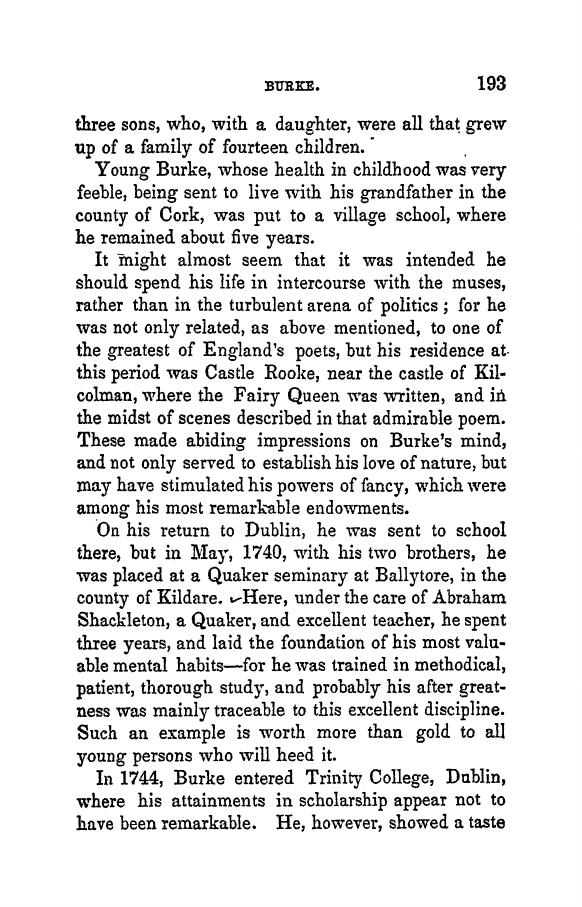 BURKE. 193
three sons, who, with a daughter, were all that grew
up of a family of fourteen children.
Young Burke, whose health in childhood was very
feeble, being sent to live with his grandfather in the
county of Cork, was put to a village school, where
he remained about five years.
It might almost seem that it was intended he
should spend his life in intercourse with the muses,
rather than in the turbulent arena of politics; for he
was not only related, as above mentioned, to one of
the greatest of England's poets, but his residence at
this period was Castle Rooke, near the castle of Kil-
colman, where the Fairy Queen was written, and in
the midst of scenes described in that admirable poem.
These made abiding impressions on Burke's mind,
and not only served to establish his love of nature, but
may have stimulated his powers of fancy, which were
among his most remarkable endowments.
On his return to Dublin, he was sent to school
there, but in May, 1740, with his two brothers, he
was placed at a Quaker seminary at Ballytore, in the
county of Kildare. Here, under the care of Abraham
Shackleton, a Quaker, and excellent teacher, he spent
three years, and laid the foundation of his most valu-
able mental habits—for he was trained in methodical,
patient, thorough study, and probably his after great-
ness was mainly traceable to this excellent discipline.
Such an example is worth more than gold to all
young persons who will heed it.
In 1744, Burke entered Trinity College, Dublin,
where his attainments in scholarship appear not to
have been remarkable. He, however, showed a taste